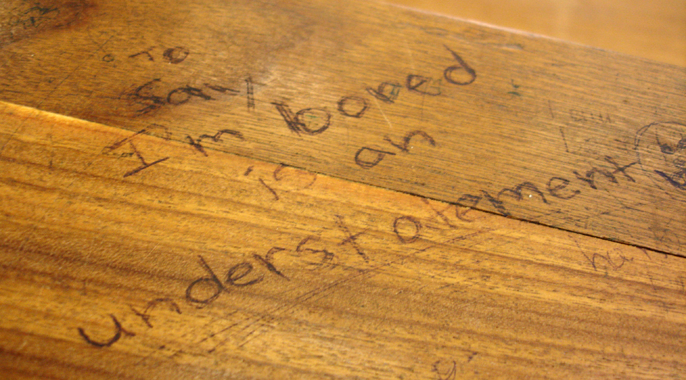 To
Say
I'm bored
is an
understatement